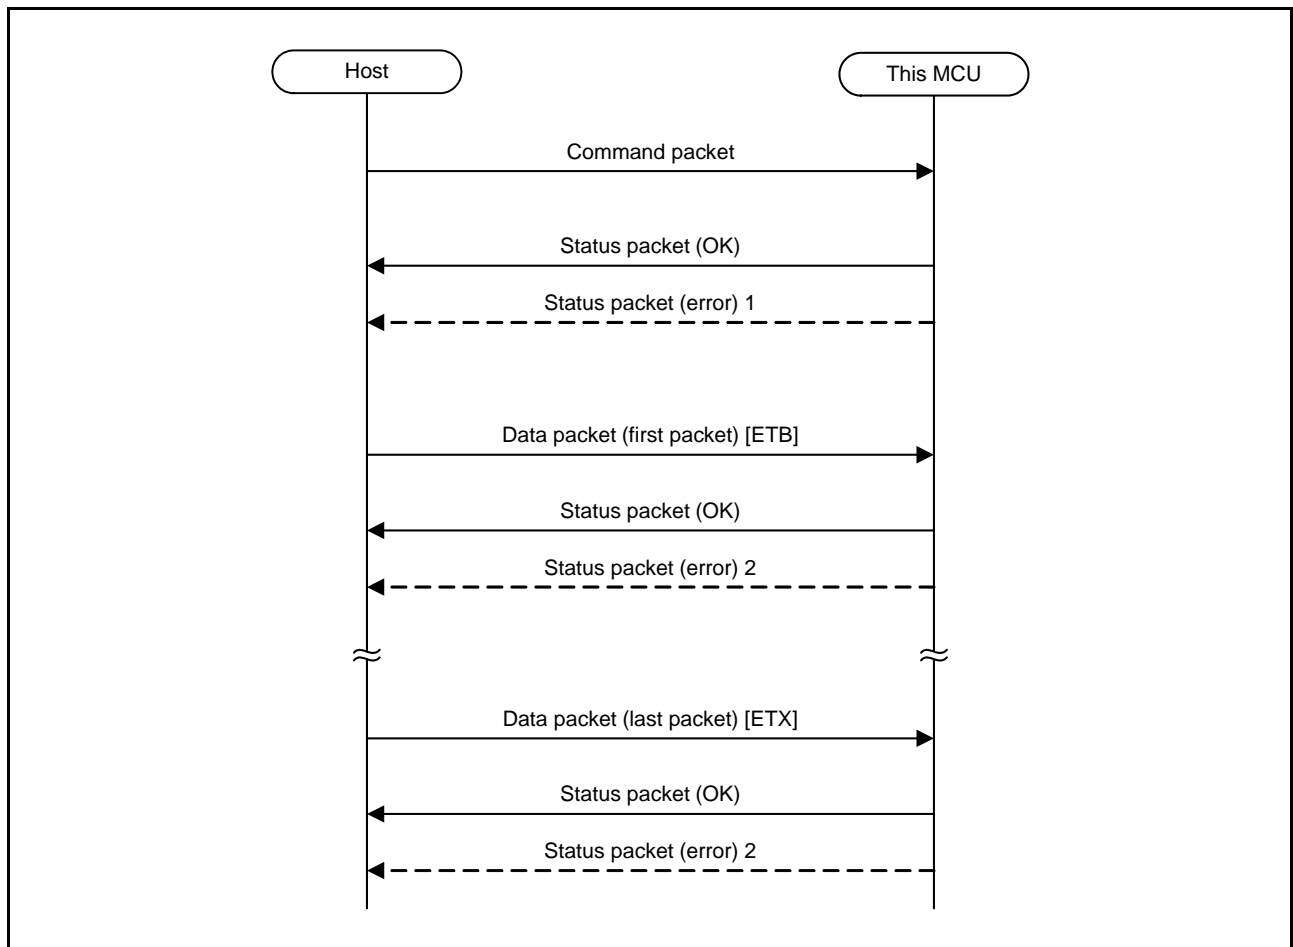 Host
This MCU
Command packet
Status packet (OK)
Status packet (error) 1
Data packet (first packet) [ETB]
Status packet (OK)
Status packet (error) 2
Data packet (last packet) [ETX]
Status packet (OK)
Status packet (error) 2